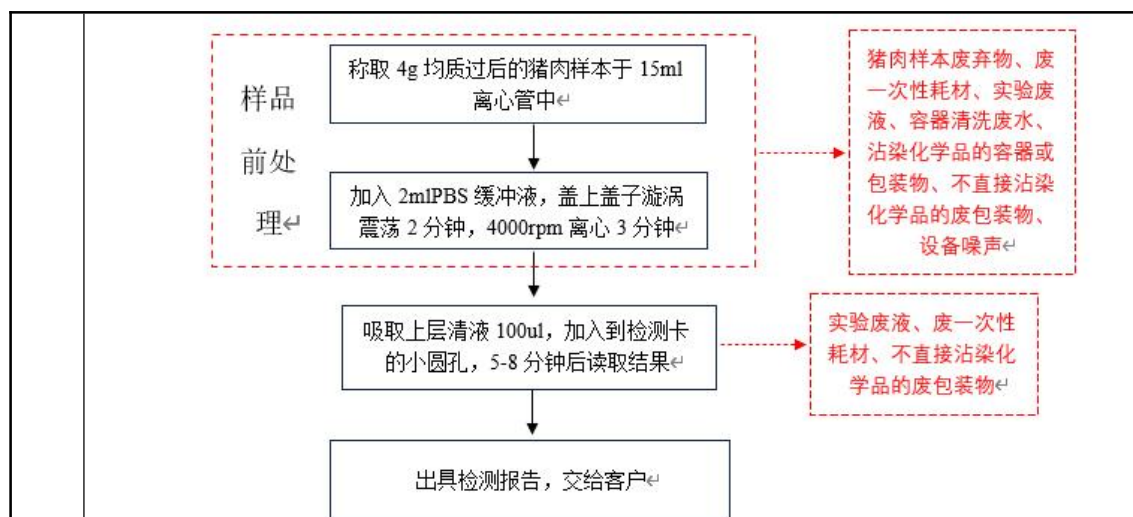 称取 4g 均质过后的猪肉样本于 15ml
离心管中↵
样品
前处
理↵
加入 2mlPBS 缓冲液，盖上盖子漩涡
震荡 2 分钟，4000rpm 离心 3 分钟↵
猪肉样本废弃物、废
一次性耗材、实验废
液、容器清洗废水、
沾染化学品的容器或
包装物、不直接沾染
化学品的废包装物、
设备噪声↵
吸取上层清液 100ul，加入到检测卡
的小圆孔，5-8 分钟后读取结果↵
实验废液、废一次性
耗材、不直接沾染化
学品的废包装物↵
出具检测报告，交给客户↵